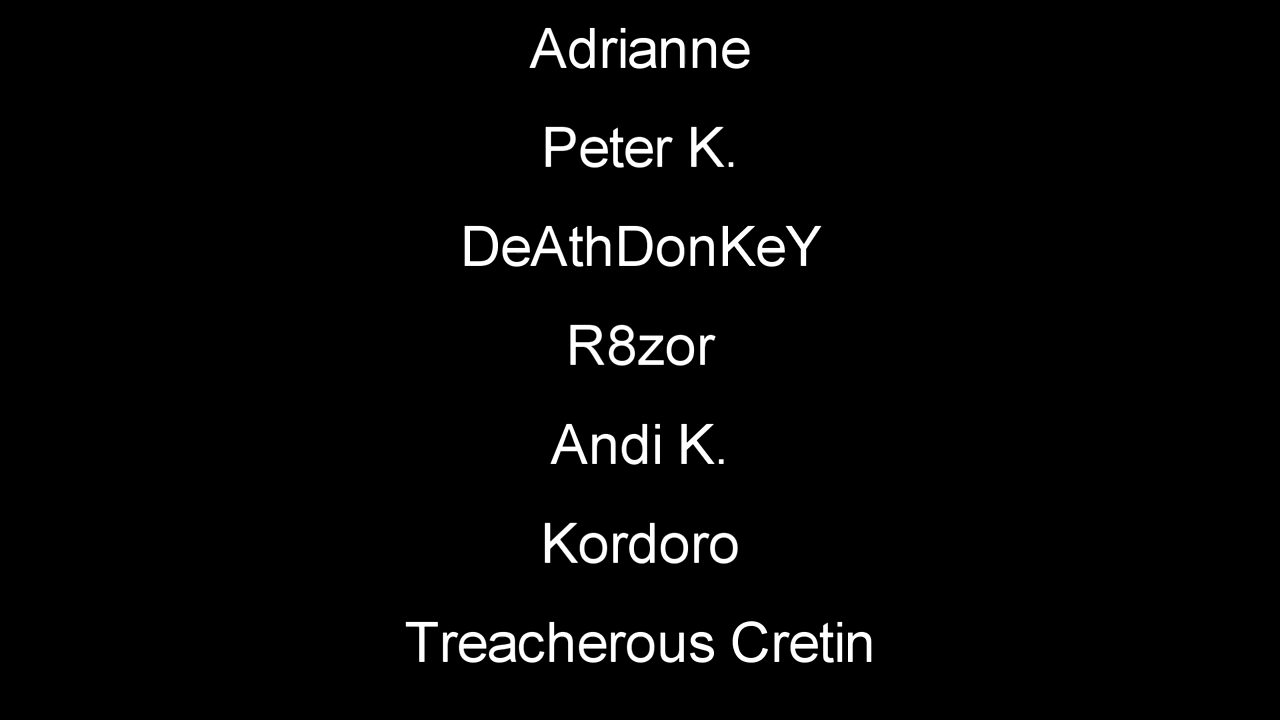 Adrianne
Peter K.
DeAthDonKeY
R8zor
Andi K.
Kordoro
Treacherous Cretin